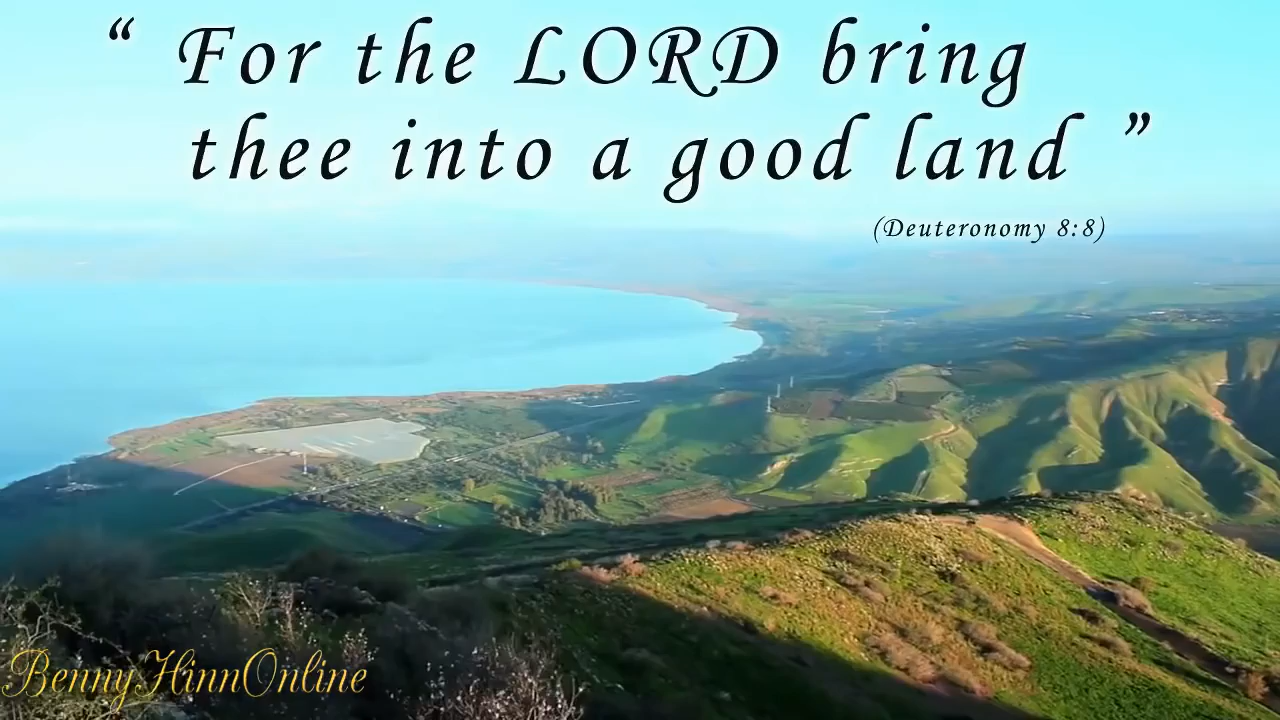 “ For the LORD bring
thee into a good land ”
(Deuteronomy 8:8)
BennyHinnOnline